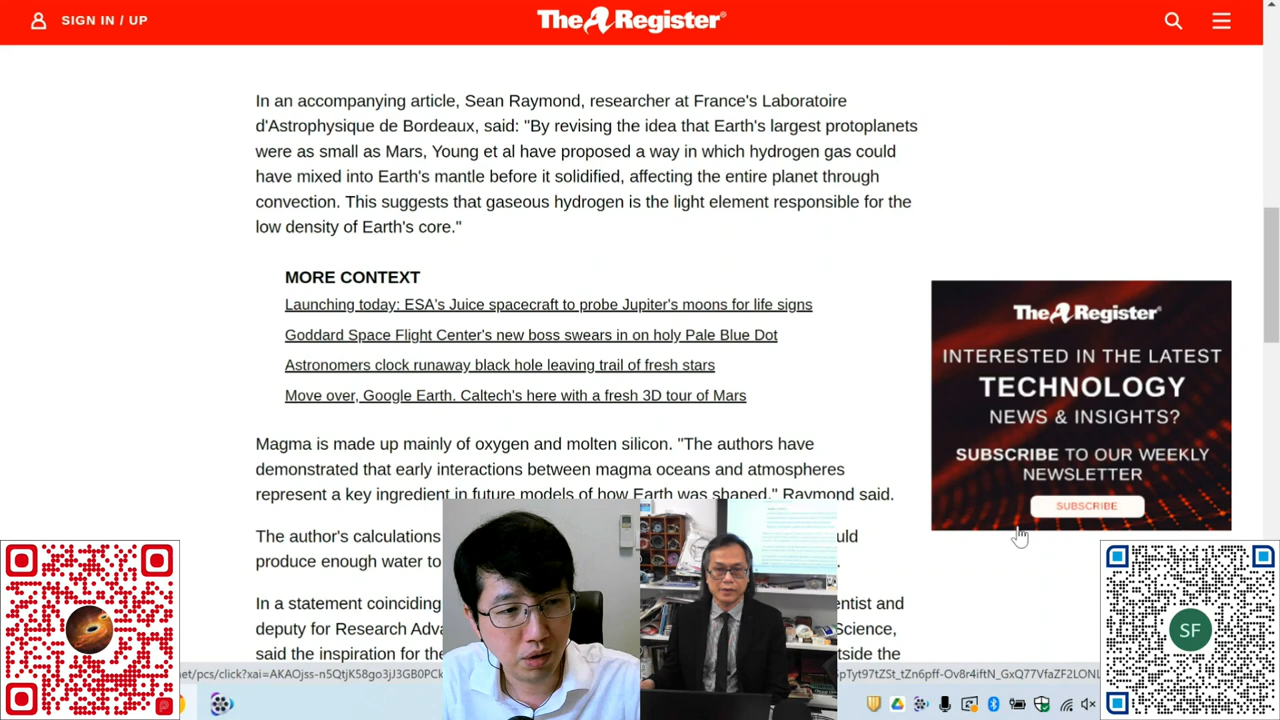 SIGN IN / UP
The Register®
In an accompanying article, Sean Raymond, researcher at France's Laboratoire
d'Astrophysique de Bordeaux, said: "By revising the idea that Earth's largest protoplanets
were as small as Mars, Young et al have proposed a way in which hydrogen gas could
have mixed into Earth's mantle before it solidified, affecting the entire planet through
convection. This suggests that gaseous hydrogen is the light element responsible for the
low density of Earth's core."
MORE CONTEXT
Launching today: ESA's Juice spacecraft to probe Jupiter's moons for life signs
Goddard Space Flight Center's new boss swears in on holy Pale Blue Dot
Astronomers clock runaway black hole leaving trail of fresh stars
Move over, Google Earth. Caltech's here with a fresh 3D tour of Mars
Magma is made up mainly of oxygen and molten silicon. "The authors have
demonstrated that early interactions between magma oceans and atmospheres
represent a key ingredient in future models of how Earth was shaped," Raymond said.
The author's calculations
produce enough water to
In a statement coinciding
deputy for Research
said the inspiration for
Science,
The Register®
INTERESTED IN THE LATEST
TECHNOLOGY
NEWS & INSIGHTS?
SUBSCRIBE TO OUR WEEKLY
NEWSLETTER
SUBSCRIBE
SF